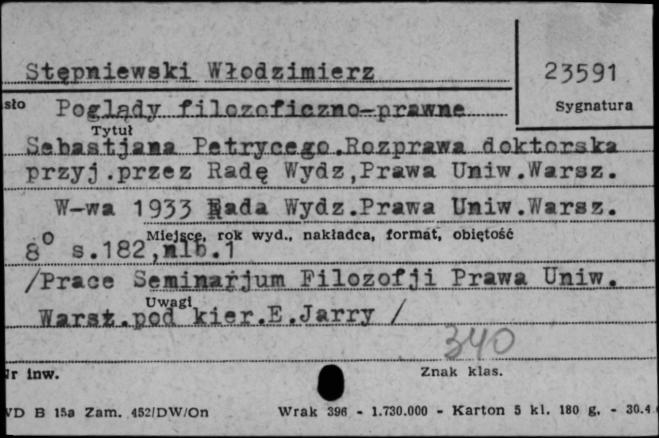 Stępniewski Włodzimierz
23591
sło Poglądy filozoficzno-prawne
Sygnatura
Tytuł
Sebastjana Petrycego.Rozprawa doktorska
przyj.przez Radę Wydz,Prawa Uniw.Warsz.
W-wa 1933 Rada Wydz.Prawa Uniw.Warsz.
Miejsce, rok wyd., nakładca, format, objętość
8° s.182,nlb.1
/Prace Seminarjum Filozofji Prawa Uniw.
Uwagi
Warsz.pod kier.E.Jarry /
340
Nr inw.
Znak klas.
WD B 15a Zam. 452/DW/On Wrak 396 - 1.730.000 - Karton 5 kl. 180 g. - 30.4